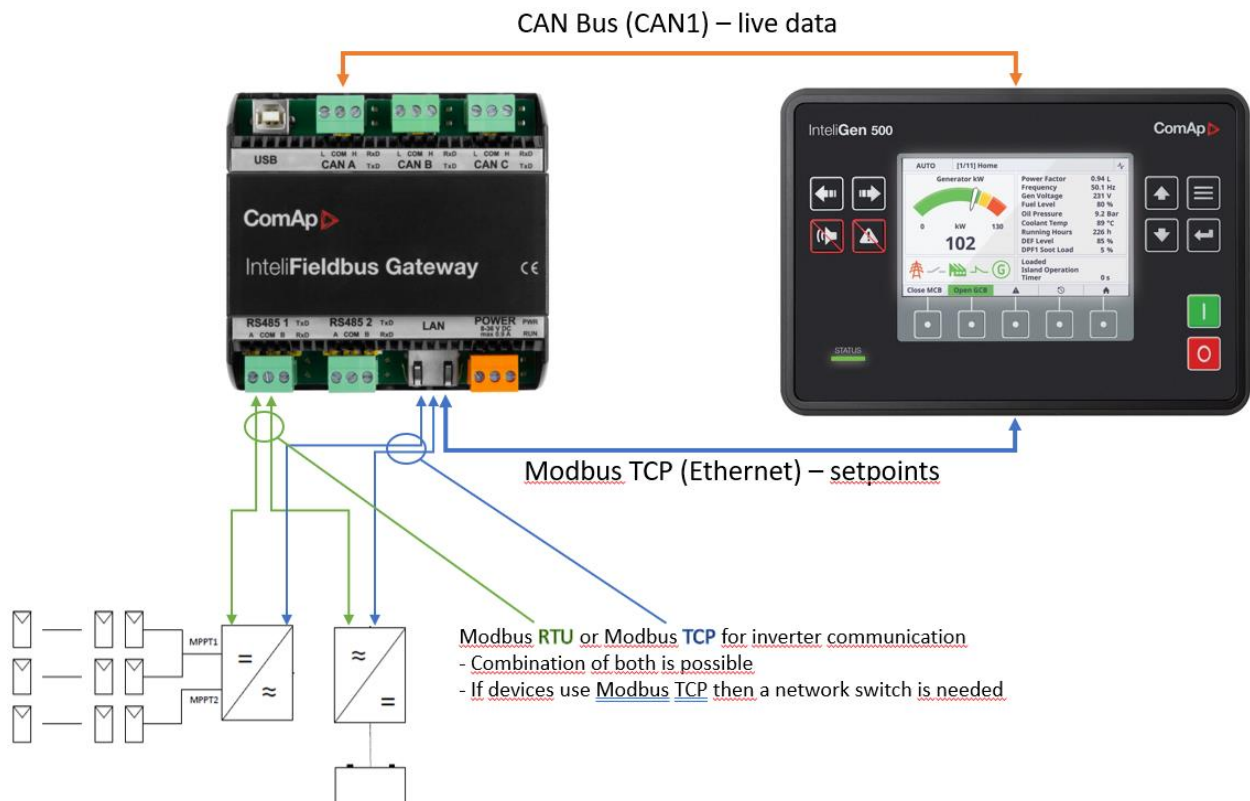 CAN Bus (CAN1) – live data
USB
L COM H RxD
CAN A TxD
L COM H RxD
CAN B TxD
L COM H RxD
CAN C TxD
ComAp
InteliFieldbus Gateway
CE
RS485 1 TxD
A COM B RxD
RS485 2 TxD
A COM B RxD
LAN
POWER PWR
8-36 V DC
max 0.9 A RUN
InteliGen 500
ComAp
AUTO [1/11] Home
Generator kW
0 kW 130
102
Power Factor 0.94 L
Frequency 50.1 Hz
Gen Voltage 231 V
Fuel Level 80 %
Oil Pressure 9.2 Bar
Coolant Temp 89 °C
Running Hours 226 h
DEF Level 85 %
DPF1 Soot Load 5 %
G
Loaded
Island Operation
Timer 0 s
Close MCB Open GCB
STATUS
I
O
Modbus TCP (Ethernet) – setpoints
MPPT1
MPPT2
= ≈
≈ =
Modbus RTU or Modbus TCP for inverter communication
- Combination of both is possible
- If devices use Modbus TCP then a network switch is needed